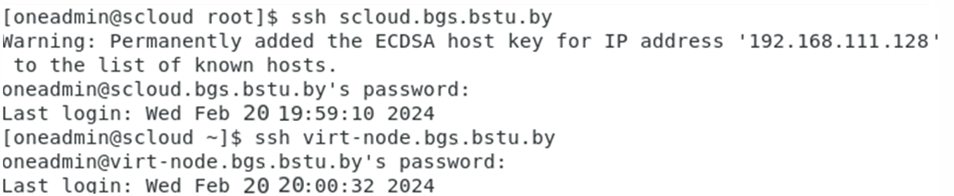 [oneadmin@scloud root]$ ssh scloud.bgs.bstu.by
Warning: Permanently added the ECDSA host key for IP address '192.168.111.128'
 to the list of known hosts.
oneadmin@scloud.bgs.bstu.by's password:
Last login: Wed Feb 20 19:59:10 2024
[oneadmin@scloud ~]$ ssh virt-node.bgs.bstu.by
oneadmin@virt-node.bgs.bstu.by's password:
Last login: Wed Feb 20 20:00:32 2024